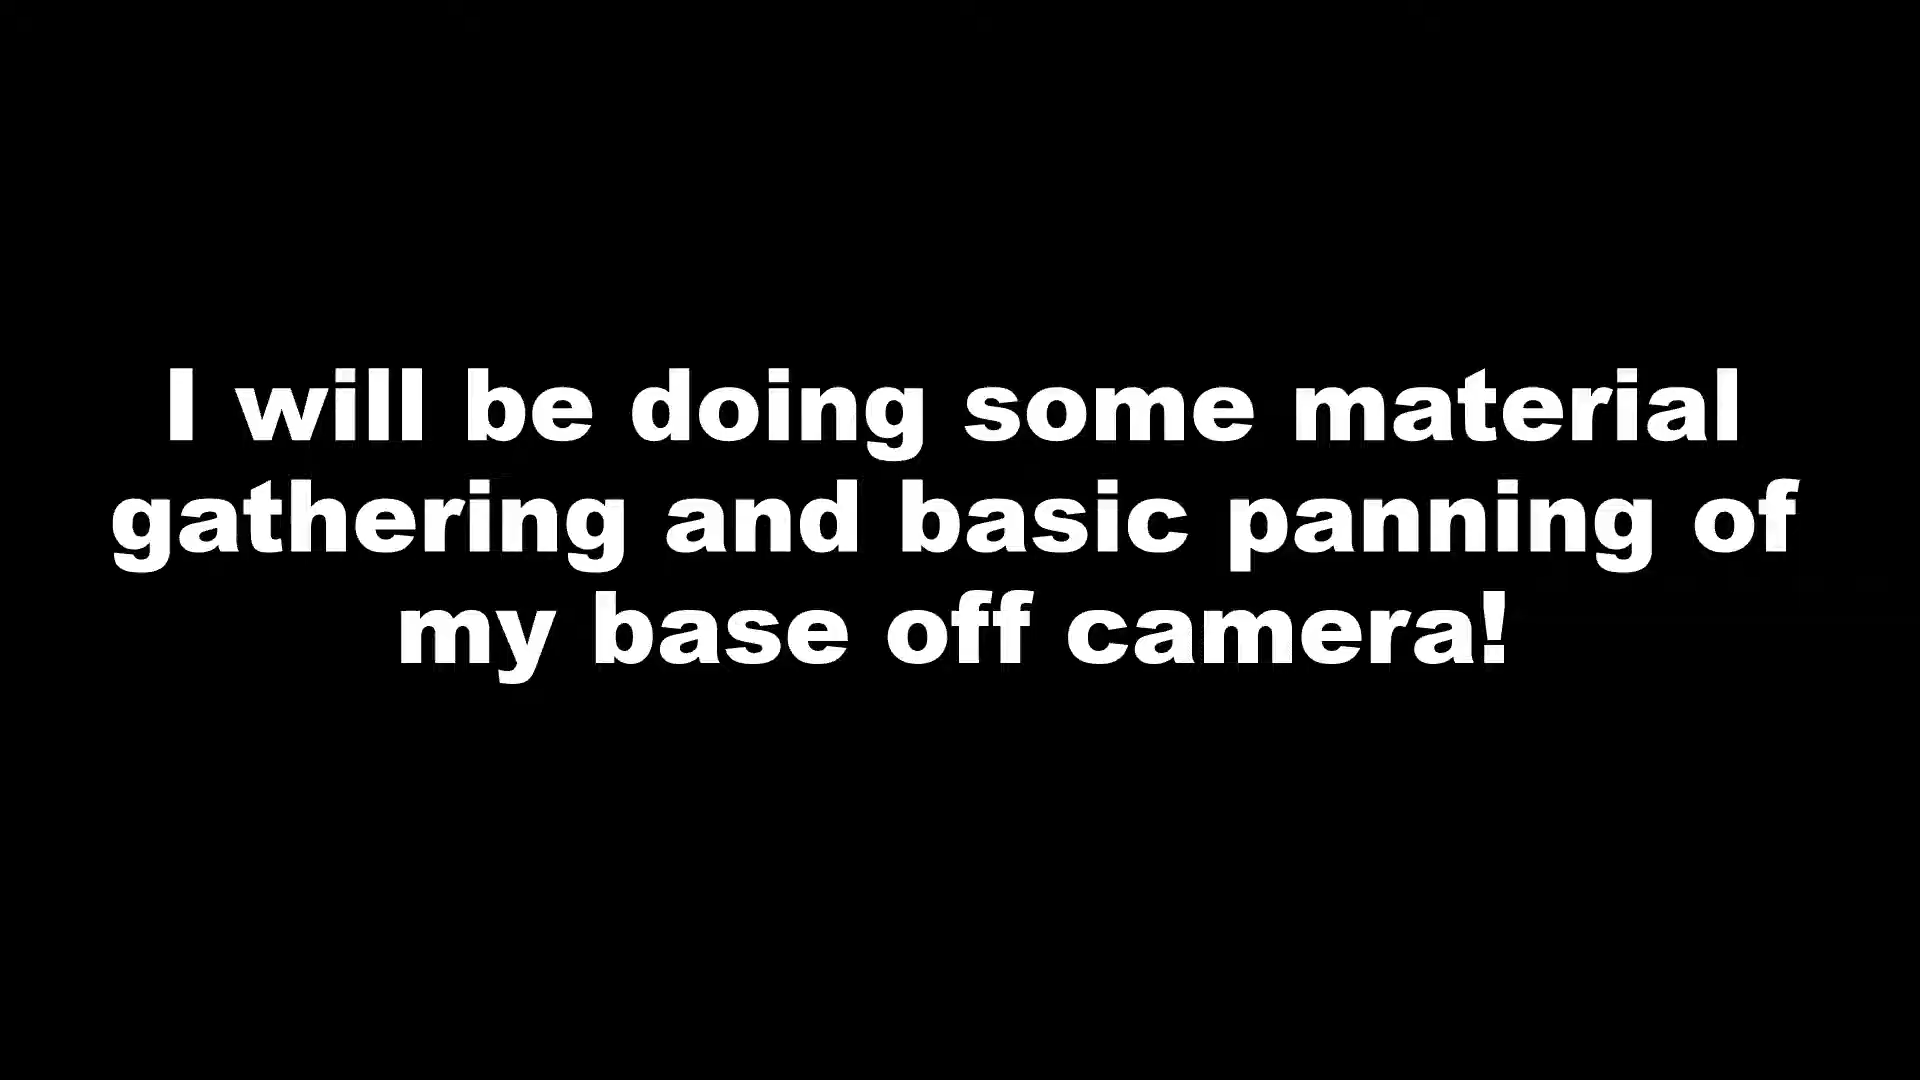 I will be doing some material
gathering and basic panning of
my base off camera!